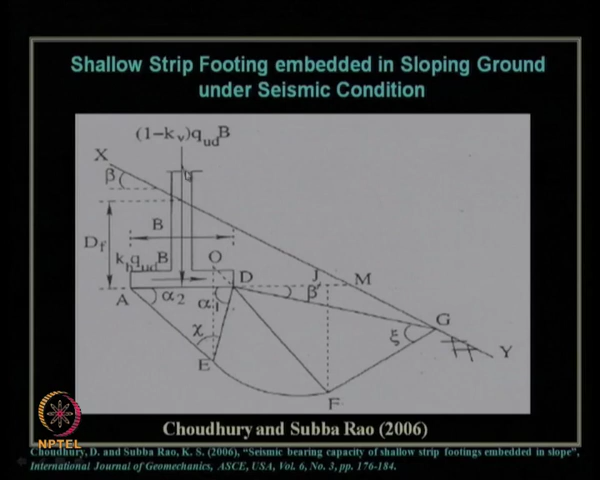 Shallow Strip Footing embedded in Sloping Ground
under Seismic Condition
(1-kv)qudB
X
β
B
Df
khqudB
O
D
J
M
A
α2
α1
β'
G
χ
ξ
E
Y
F
Choudhury and Subba Rao (2006)
NPTEL
Choudhury, D. and Subba Rao, K. S. (2006), “Seismic bearing capacity of shallow strip footings embedded in slope”,
International Journal of Geomechanics, ASCE, USA, Vol. 6, No. 3, pp. 176-184.